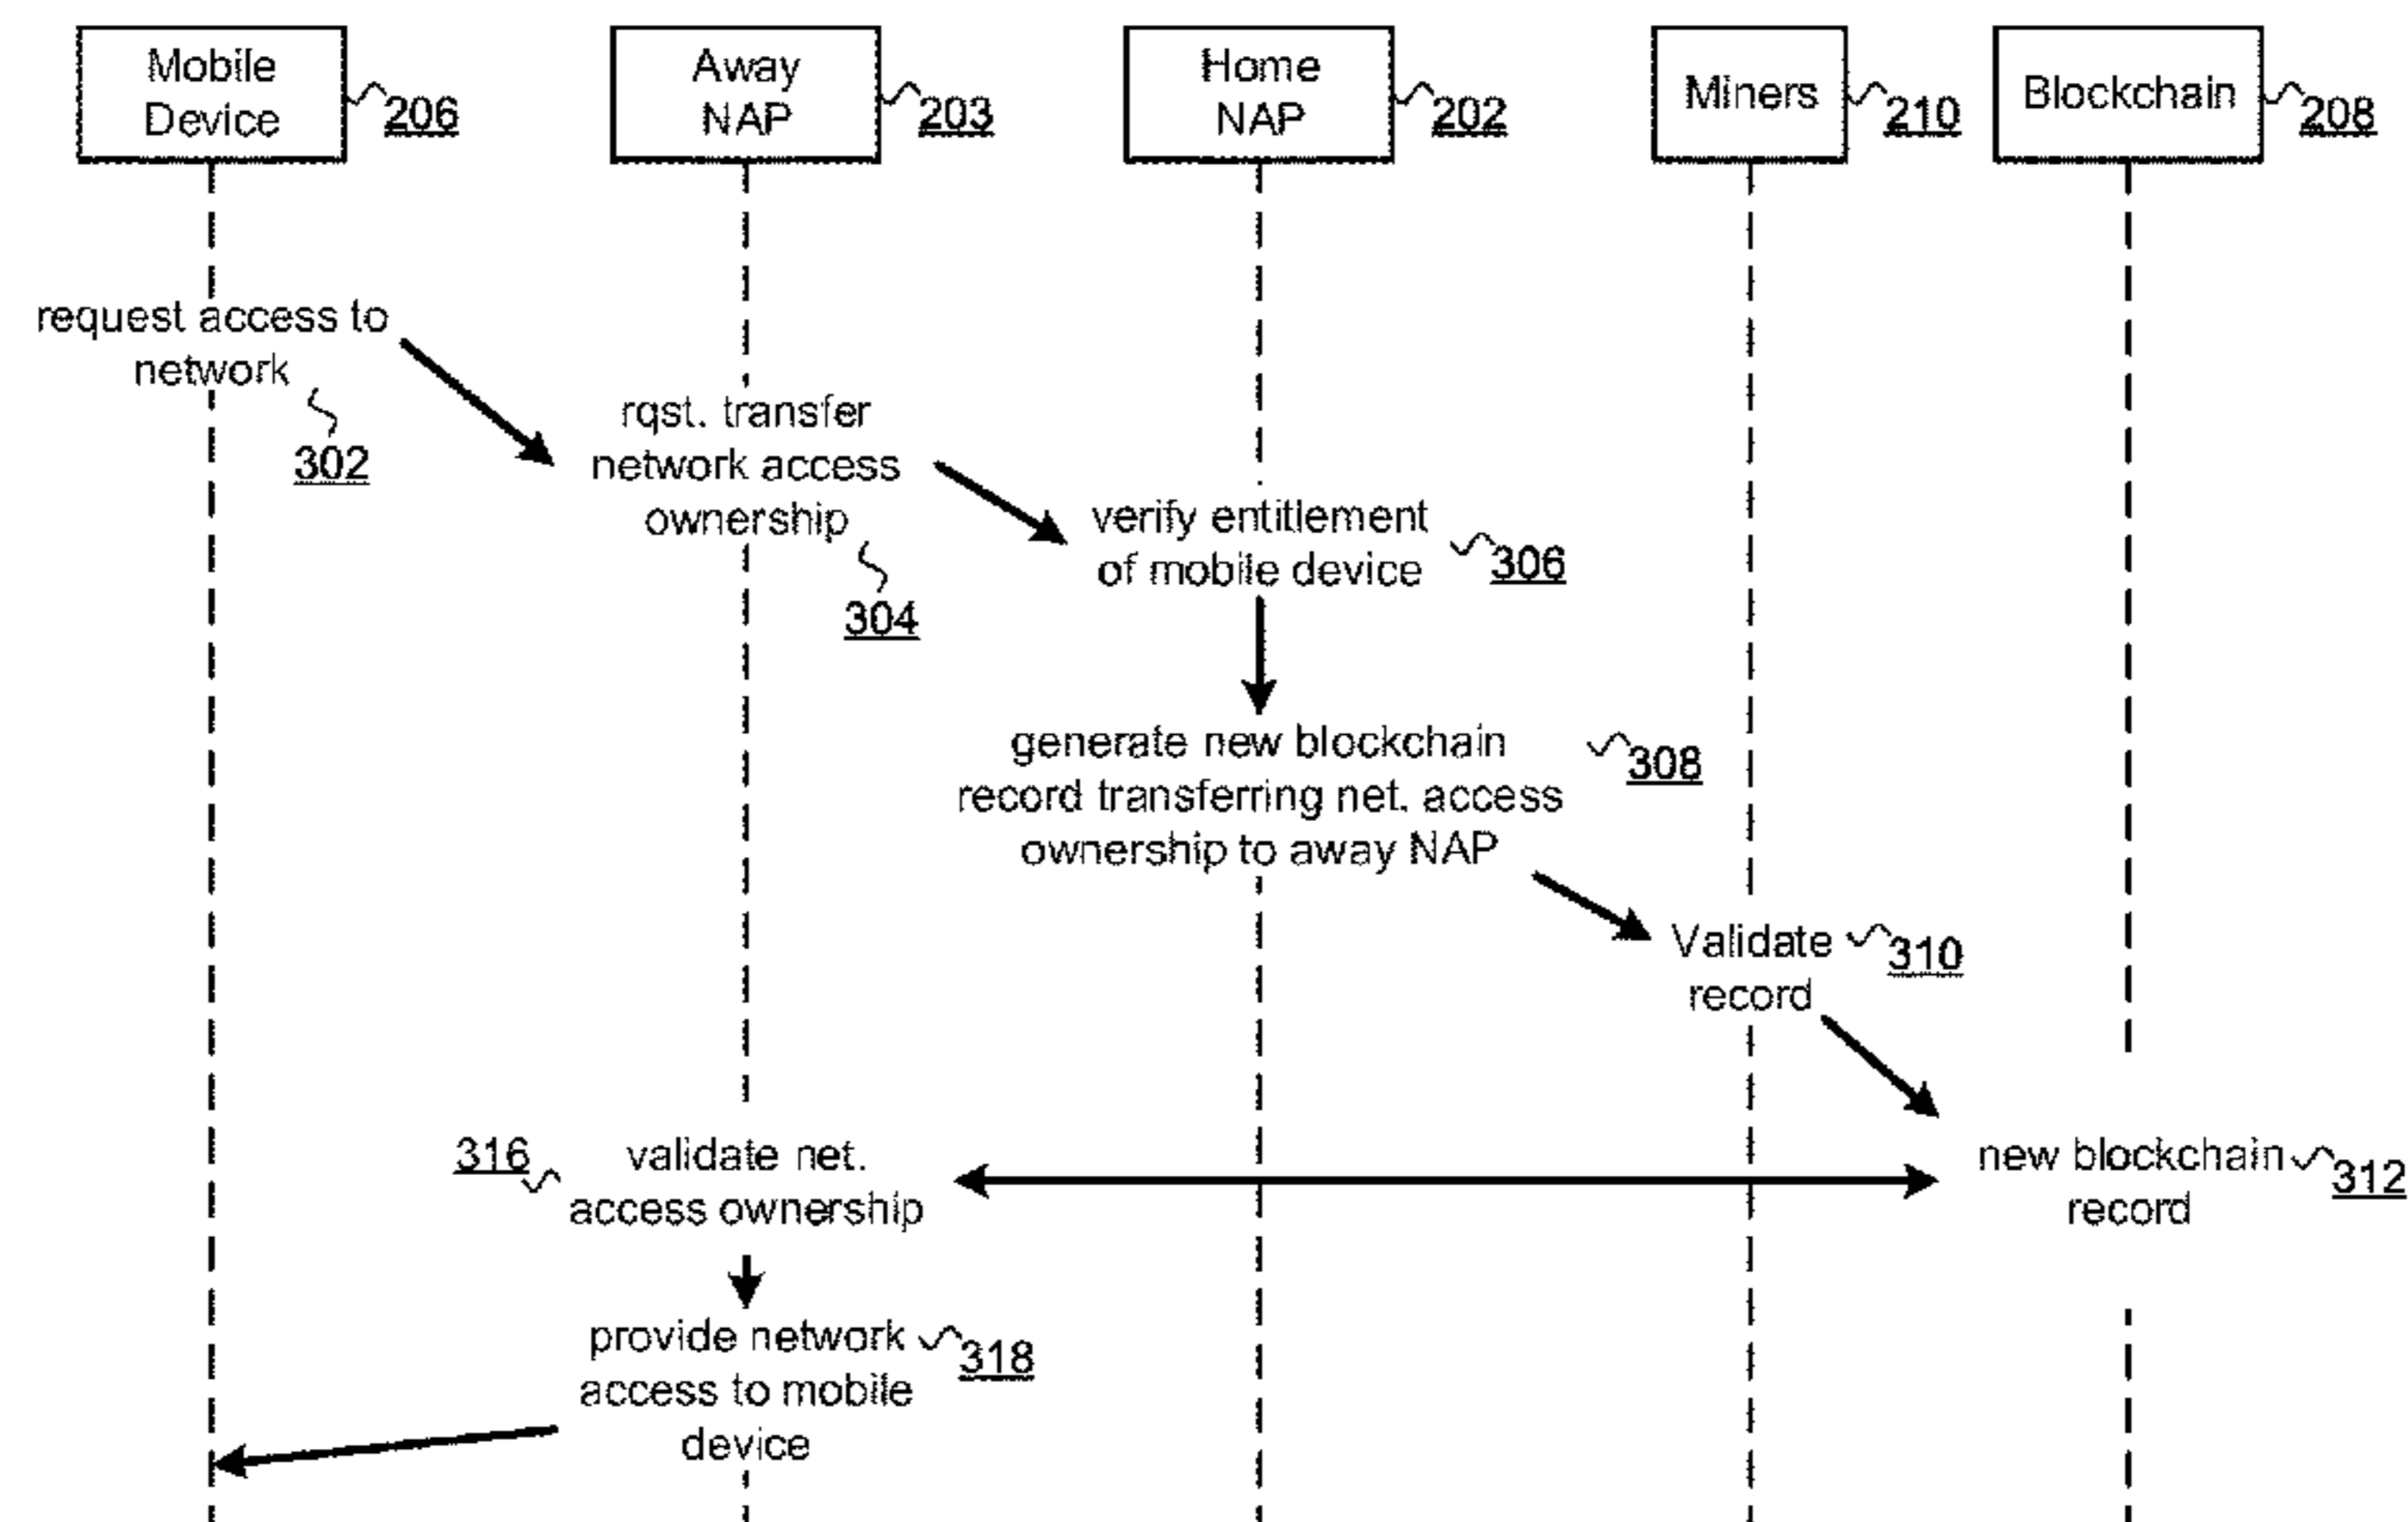 Mobile
Device
206
Away
NAP
203
Home
NAP
202
Miners
210
Blockchain
208
request access to
network
302
rqst. transfer
network access
ownership
304
verify entitlement
of mobile device
306
generate new blockchain
record transferring net. access
ownership to away NAP
308
Validate
record
310
validate net.
access ownership
316
new blockchain
record
312
provide network
access to mobile
device
318